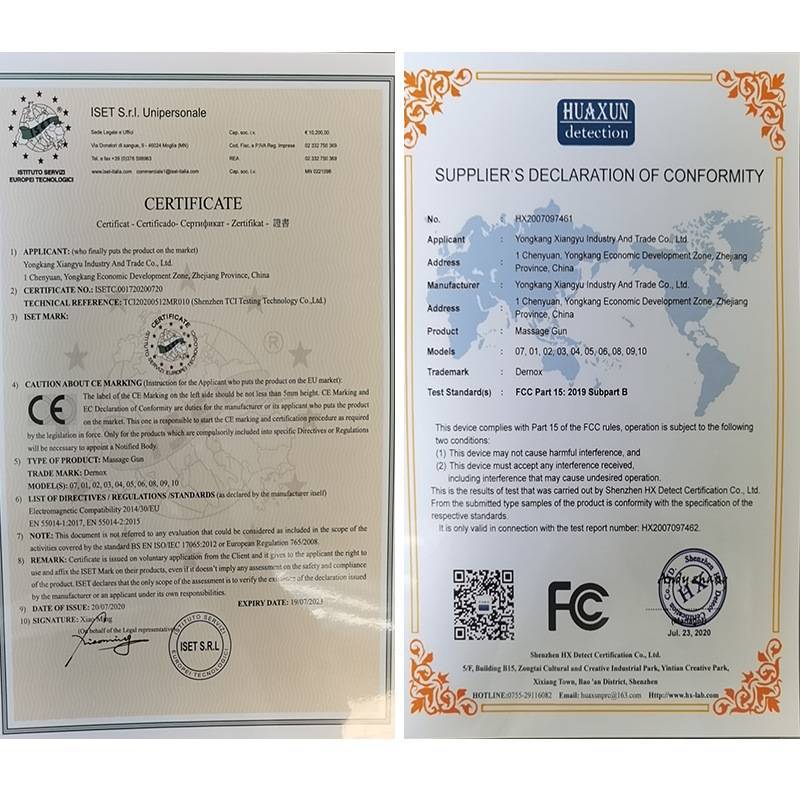 ISET S.r.l. Unipersonale
Sede Legale e Uffici Cap. soc. i.v. € 10.200,00
Via Donatori di sangue, 9 - 46024 Moglia (MN) Cod. Fisc. e P.IVA Reg. Imprese 02 332 750 369
Tel. e fax +39 (0)376 598963 REA 02 332 750 369
www.iset-italia.com commerciale1@iset-italia.com Cap. soc. i.v. MN 0221098
ISTITUTO SERVIZI
EUROPEI TECNOLOGICI
CERTIFICATE
Certificat - Certificado- Сертификат - Zertifikat - 證書
1) APPLICANT: (who finally puts the product on the market)
Yongkang Xiangyu Industry And Trade Co., Ltd.
1 Chenyuan, Yongkang Economic Development Zone, Zhejiang Province, China
2) CERTIFICATE NO.: ISETC.001720200720
TECHNICAL REFERENCE: TCI20200512MR010 (Shenzhen TCI Testing Technology Co.,Ltd.)
3) ISET MARK:
CERTIFICATE
4) CAUTION ABOUT CE MARKING (Instruction for the Applicant who puts the product on the EU market):
CE
The label of the CE Marking on the left side should be not less than 5mm height. CE Marking and
EC Declaration of Conformity are duties for the manufacturer or its applicant who puts the product
on the market. This one is responsible to start the CE marking and certification procedure as required
by the legislation in force. Only for the products which are compulsorily included into specific Directives or Regulations
will be necessary to appoint a Notified Body.
5) TYPE OF PRODUCT: Massage Gun
TRADE MARK: Dernox
MODEL(S): 07, 01, 02, 03, 04, 05, 06, 08, 09, 10
6) LIST OF DIRECTIVES / REGULATIONS /STANDARDS (as declared by the manufacturer itself)
Electromagnetic Compatibility 2014/30/EU
EN 55014-1:2017, EN 55014-2:2015
7) NOTE: This document is not referred to any evaluation that could be considered as included in the scope of the
activities covered by the standard BS EN ISO/IEC 17065:2012 or European Regulation 765/2008.
8) REMARK: Certificate is issued on voluntary application from the Client and it gives to the applicant the right to
use the ISET Mark on their products, even if it doesn't imply any assessment on the safety and compliance
of the product. ISET declares that the only scope of the assessment is to verify the existence of the declaration issued
by the manufacturer or an applicant under its own responsibilities.
9) DATE OF ISSUE: 20/07/2020 EXPIRY DATE: 19/07/2023
10) SIGNATURE: Xiao Ming
(On behalf of the Legal representative)
Xiaoming
ISTITUTO SERVIZI
ISET S.R.L
EUROPEI TECNOLOGICI
HUAXUN
detection
SUPPLIER'S DECLARATION OF CONFORMITY
No. : HX2007097461
Applicant : Yongkang Xiangyu Industry And Trade Co., Ltd.
Address : 1 Chenyuan, Yongkang Economic Development Zone, Zhejiang
Province, China
Manufacturer : Yongkang Xiangyu Industry And Trade Co., Ltd.
Address : 1 Chenyuan, Yongkang Economic Development Zone, Zhejiang
Province, China
Product : Massage Gun
Models : 07, 01, 02, 03, 04, 05, 06, 08, 09,10
Trademark : Dernox
Test Standard(s) : FCC Part 15: 2019 Subpart B
This device complies with Part 15 of the FCC rules, operation is subject to the following
two conditions:
(1) This device may not cause harmful interference, and
(2) This device must accept any interference received,
including interference that may cause undesired operation.
This is the results of test that was carried out by Shenzhen HX Detect Certification Co., Ltd.
From the submitted type samples of the product is conformity with the specification of the
respective standards.
It is only valid in connection with the test report number: HX2007097462.
FC
Shenzhen
HX
Jul. 23, 2020
Shenzhen HX Detect Certification Co., Ltd.
5/F, Building B15, Zongtai Cultural and Creative Industrial Park, Yintian Creative Park,
Xixiang Town, Bao 'an District, Shenzhen
HOTLINE:0755-29116082 Email: huaxunprc@163.com Http://www.hx-lab.com